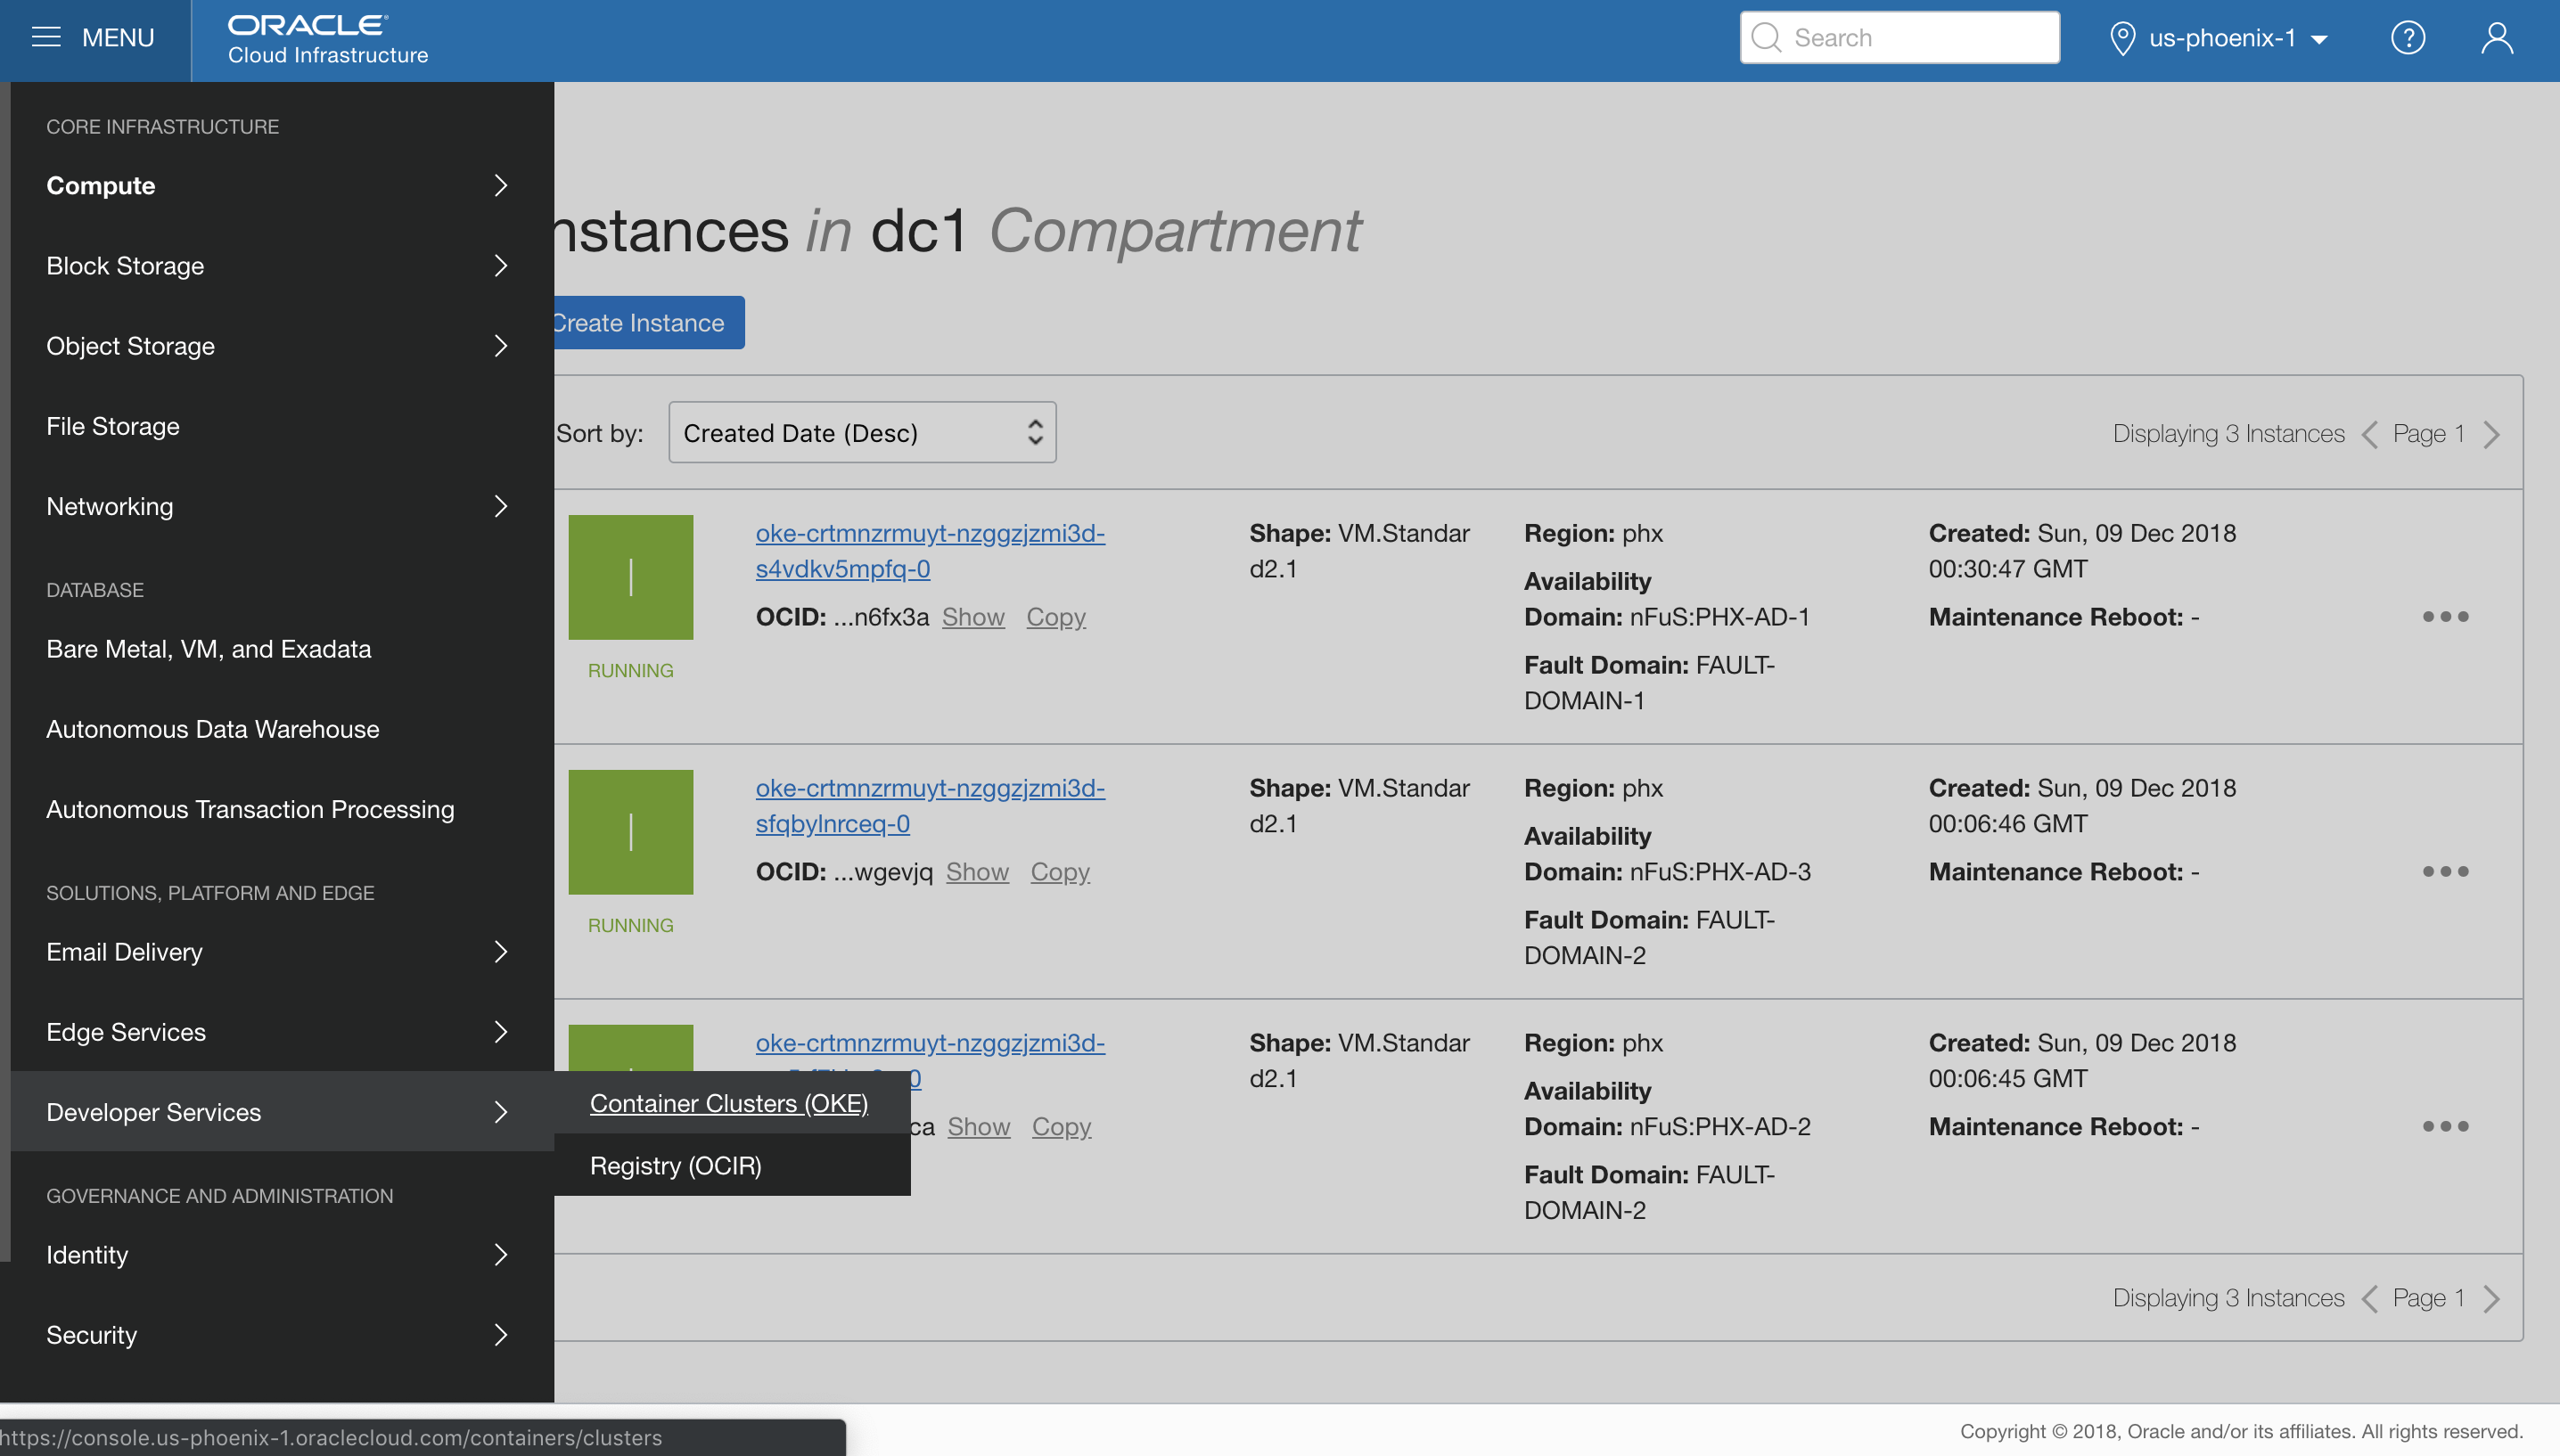 MENU
ORACLE
Cloud Infrastructure
Search
us-phoenix-1
?
CORE INFRASTRUCTURE
Compute
Block Storage
Object Storage
File Storage
Networking
DATABASE
Bare Metal, VM, and Exadata
Autonomous Data Warehouse
Autonomous Transaction Processing
SOLUTIONS, PLATFORM AND EDGE
Email Delivery
Edge Services
Developer Services
Container Clusters (OKE)
Registry (OCIR)
GOVERNANCE AND ADMINISTRATION
Identity
Security
nstances in dc1 Compartment
Create Instance
Sort by: Created Date (Desc)
Displaying 3 Instances Page 1
RUNNING
oke-crtmnzrmuyt-nzggzjzmi3d-
s4vdkv5mpfq-0
OCID: ...n6fx3a Show Copy
Shape: VM.Standar
d2.1
Region: phx
Availability
Domain: nFuS:PHX-AD-1
Fault Domain: FAULT-
DOMAIN-1
Created: Sun, 09 Dec 2018
00:30:47 GMT
Maintenance Reboot: -
RUNNING
oke-crtmnzrmuyt-nzggzjzmi3d-
sfqbylnrceq-0
OCID: ...wgevjq Show Copy
Shape: VM.Standar
d2.1
Region: phx
Availability
Domain: nFuS:PHX-AD-3
Fault Domain: FAULT-
DOMAIN-2
Created: Sun, 09 Dec 2018
00:06:46 GMT
Maintenance Reboot: -
oke-crtmnzrmuyt-nzggzjzmi3d-
0
ca Show Copy
Shape: VM.Standar
d2.1
Region: phx
Availability
Domain: nFuS:PHX-AD-2
Fault Domain: FAULT-
DOMAIN-2
Created: Sun, 09 Dec 2018
00:06:45 GMT
Maintenance Reboot: -
Displaying 3 Instances Page 1
https://console.us-phoenix-1.oraclecloud.com/containers/clusters
Copyright © 2018, Oracle and/or its affiliates. All rights reserved.